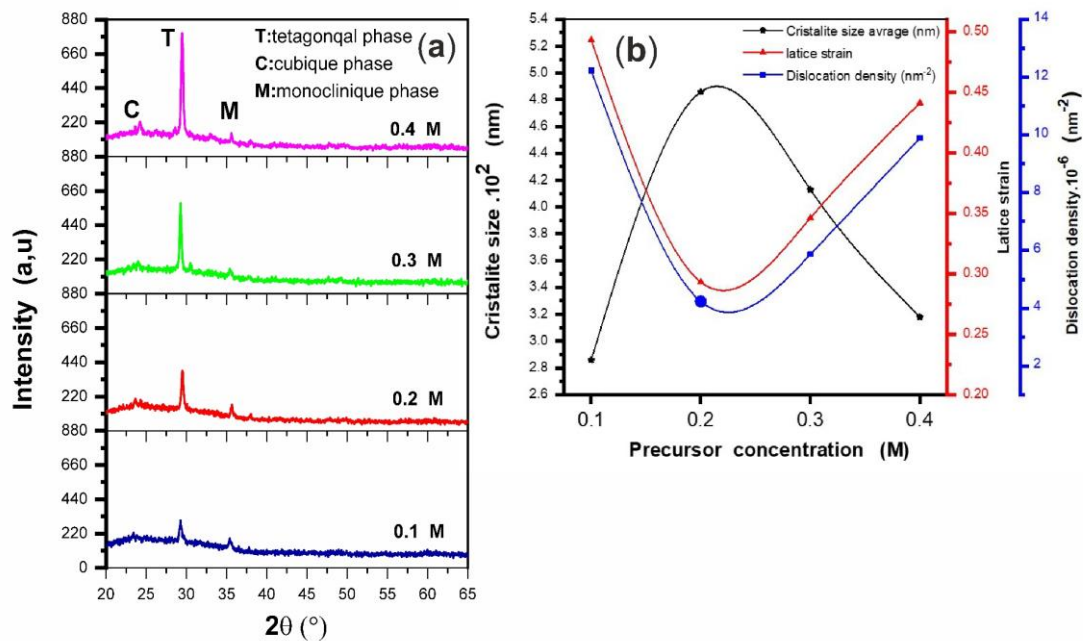 (a)
T:tetagonqal phase
C:cubique phase
M:monoclinique phase
T
C
M
0.4 M
0.3 M
0.2 M
0.1 M
880
660
440
220
880
660
440
220
880
660
440
220
880
660
440
220
0
20 25 30 35 40 45 50 55 60 65
Intensity (a,u)
2θ (°)
(b)
Cristalite size avrage (nm)
latice strain
Dislocation density (nm-2)
5.4
5.2
5.0
4.8
4.6
4.4
4.2
4.0
3.8
3.6
3.4
3.2
3.0
2.8
2.6
Cristalite size .10² (nm)
0.1 0.2 0.3 0.4
Precursor concentration (M)
0.50
0.45
0.40
0.35
0.30
0.25
0.20
Latice strain
14
12
10
8
6
4
2
Dislocation density .10-6 (nm-2)